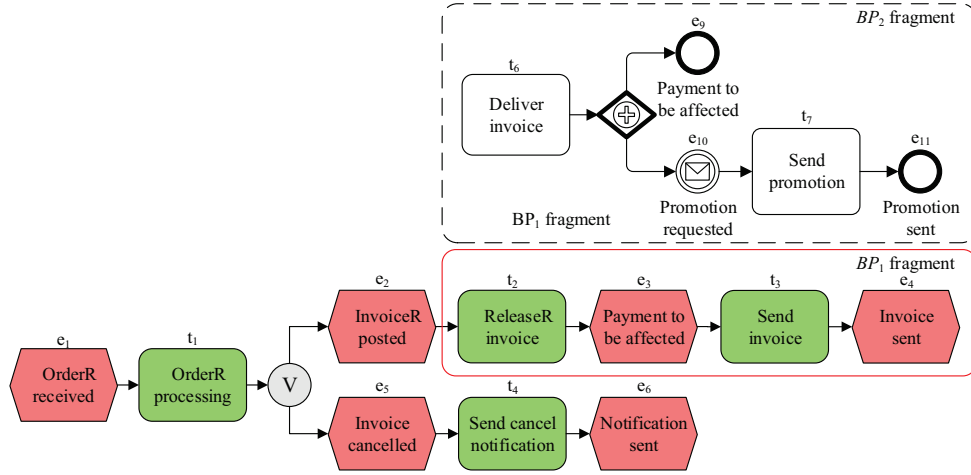 BP₂ fragment
e₉
t₆
Payment to
be affected
Deliver
invoice
t₇
e₁₀
e₁₁
Send
promotion
BP₁ fragment
Promotion
requested
Promotion
sent
BP₁ fragment
e₂
t₂
e₃
t₃
e₄
InvoiceR
posted
ReleaseR
invoice
Payment to
be affected
Send
invoice
Invoice
sent
e₁
t₁
OrderR
received
OrderR
processing
V
e₅
t₄
e₆
Invoice
cancelled
Send cancel
notification
Notification
sent